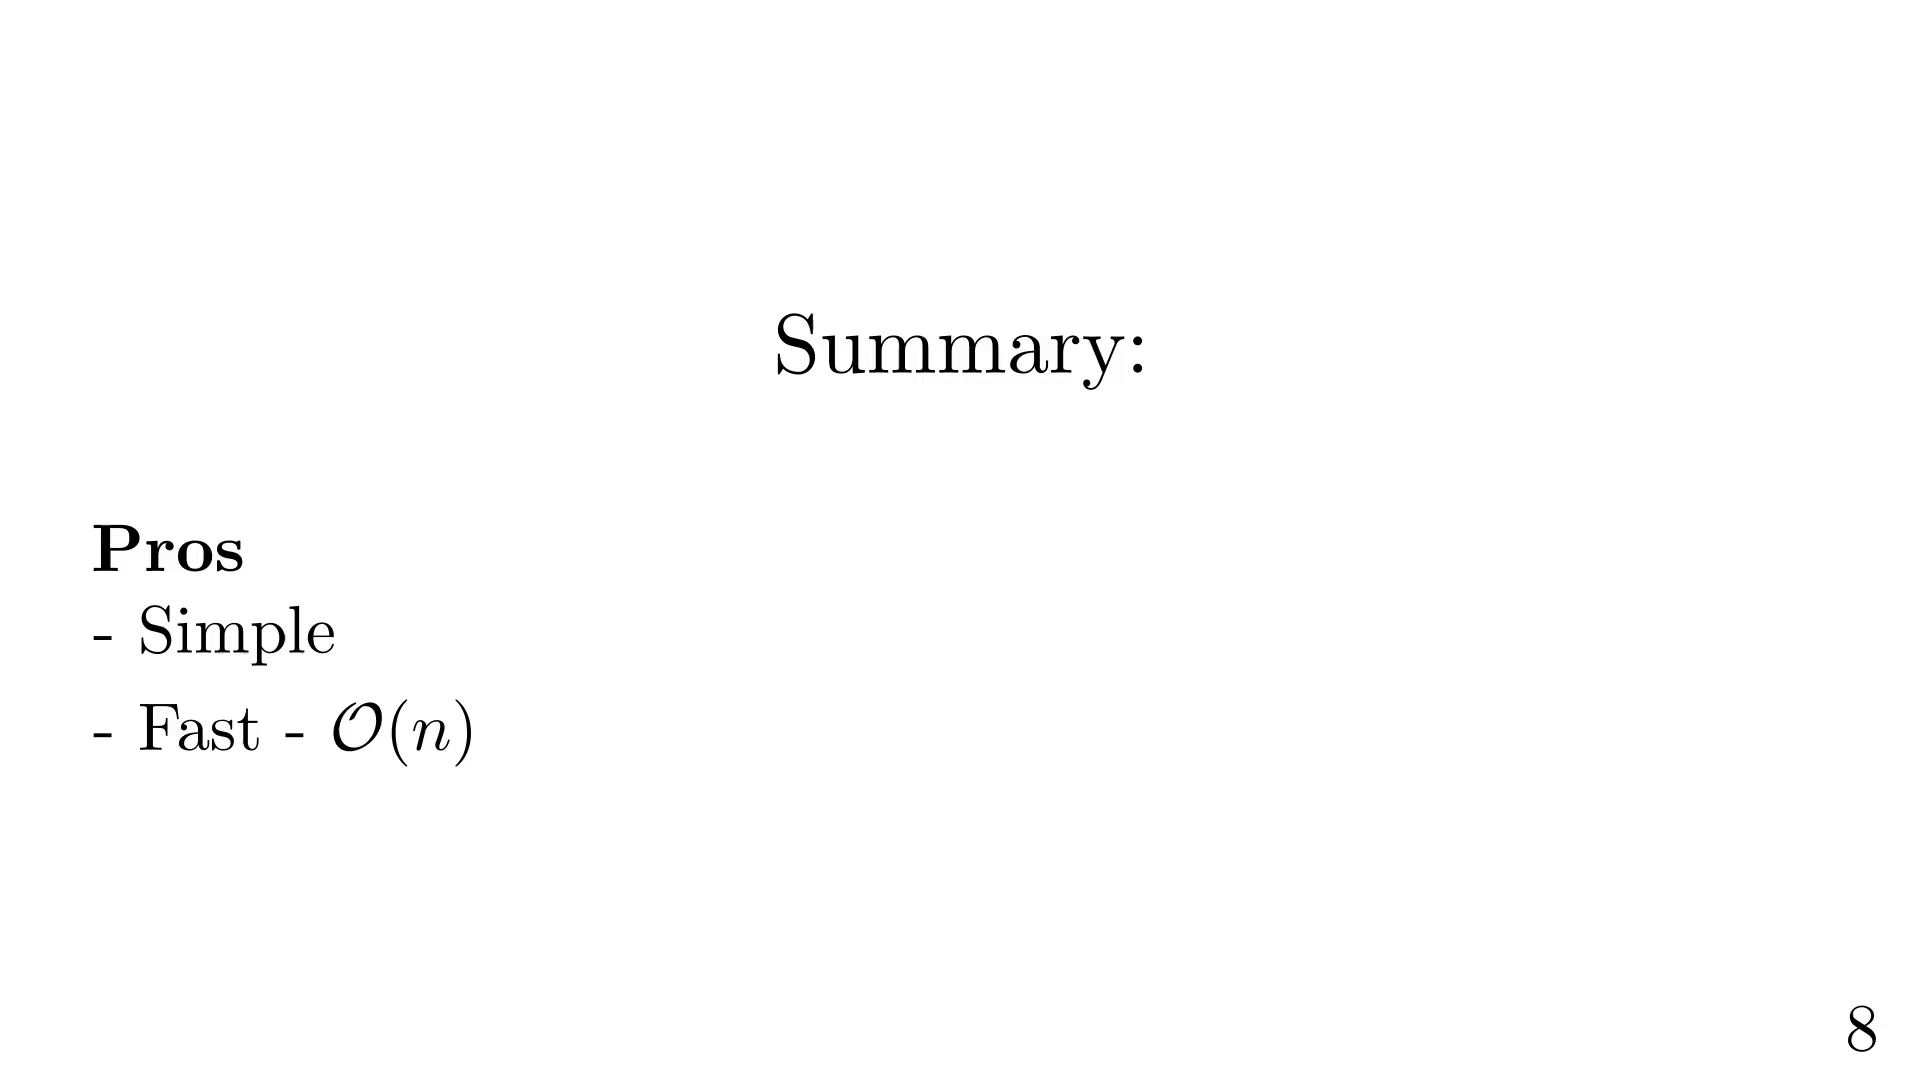 Summary:
Pros
- Simple
- Fast - 𝒪(n)
8